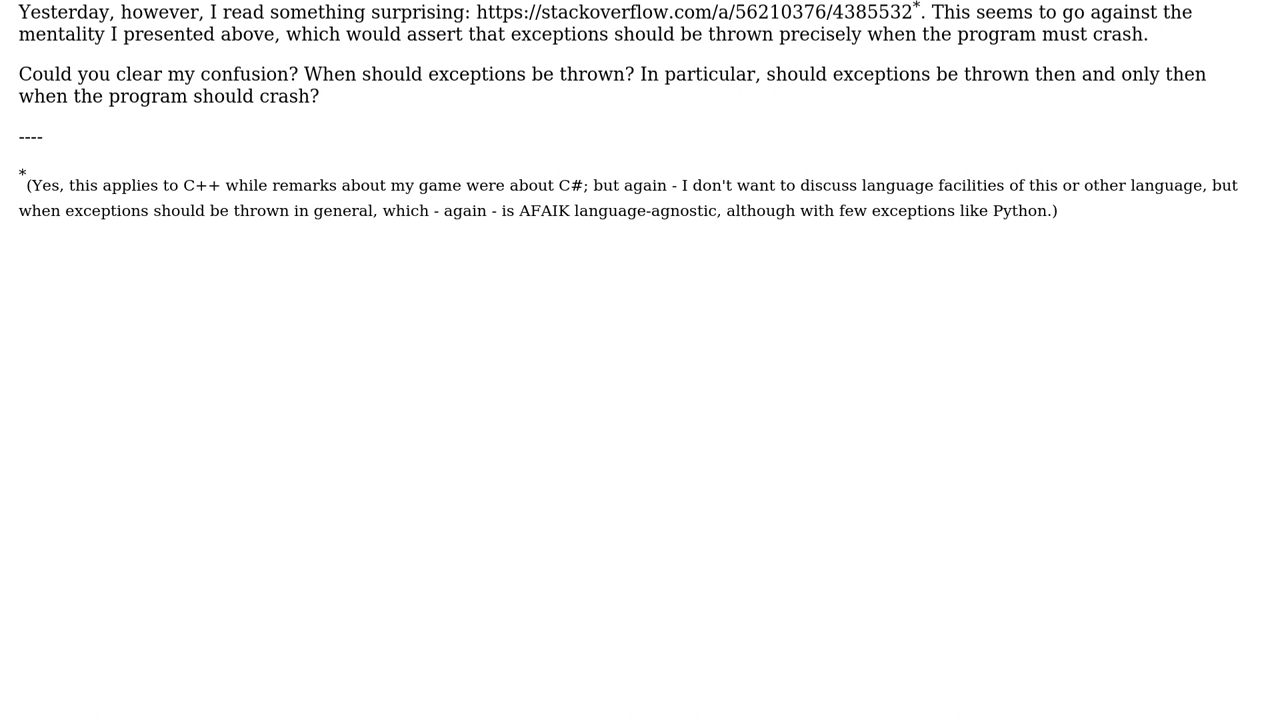 Yesterday, however, I read something surprising: https://stackoverflow.com/a/56210376/4385532*. This seems to go against the
mentality I presented above, which would assert that exceptions should be thrown precisely when the program must crash.
Could you clear my confusion? When should exceptions be thrown? In particular, should exceptions be thrown then and only then
when the program should crash?
----
*(Yes, this applies to C++ while remarks about my game were about C#; but again - I don't want to discuss language facilities of this or other language, but
when exceptions should be thrown in general, which - again - is AFAIK language-agnostic, although with few exceptions like Python.)